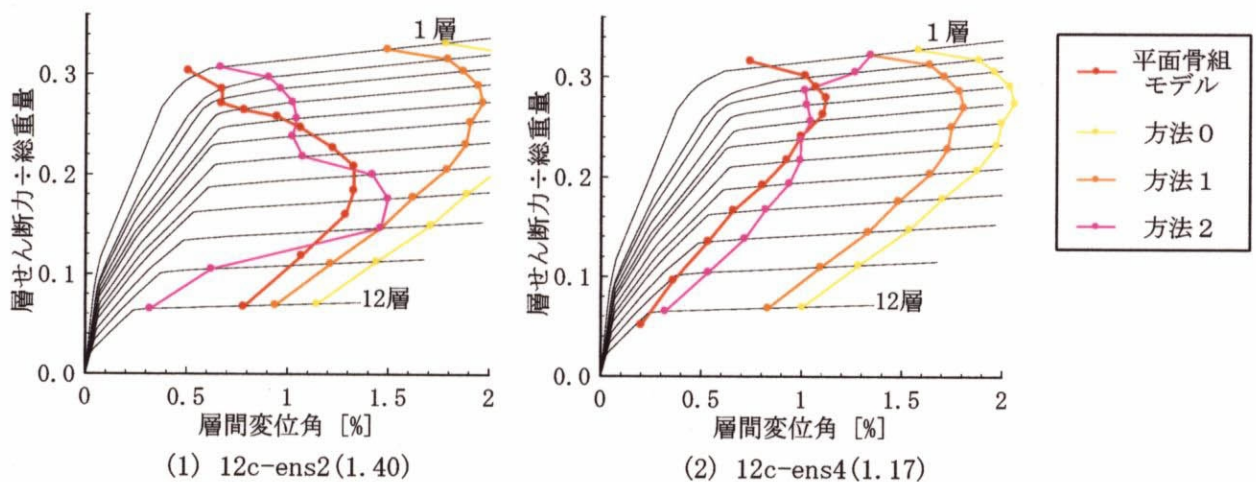 層せん断力÷総重量
0.3
0.2
0.1
0.0
1層
12層
0
0.5
1
1.5
2
層間変位角 [%]
(1) 12c-ens2(1.40)
層せん断力÷総重量
0.3
0.2
0.1
0.0
1層
12層
0
0.5
1
1.5
2
層間変位角 [%]
(2) 12c-ens4(1.17)
平面骨組
モデル
方法0
方法1
方法2